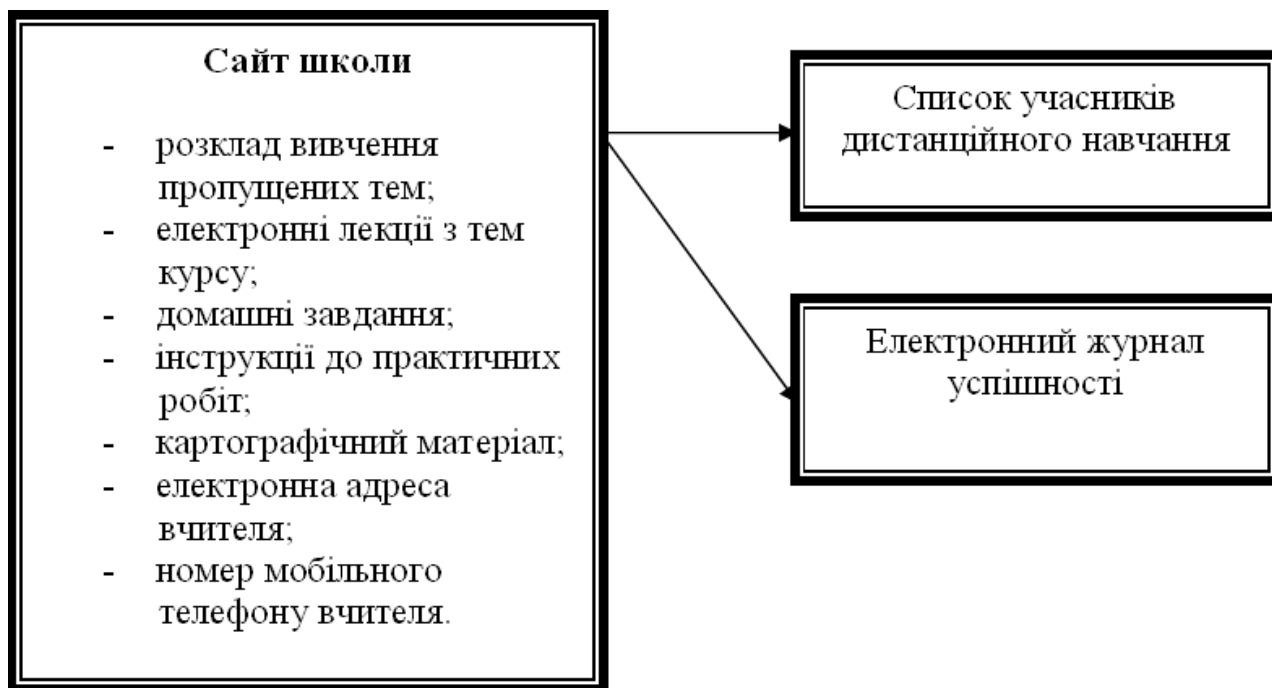 Сайт школи
- розклад вивчення
пропущених тем;
- електронні лекції з тем
курсу;
- домашні завдання;
- інструкції до практичних
робіт;
- картографічний матеріал;
- електронна адреса
вчителя;
- номер мобільного
телефону вчителя.
Список учасників
дистанційного навчання
Електронний журнал
успішності